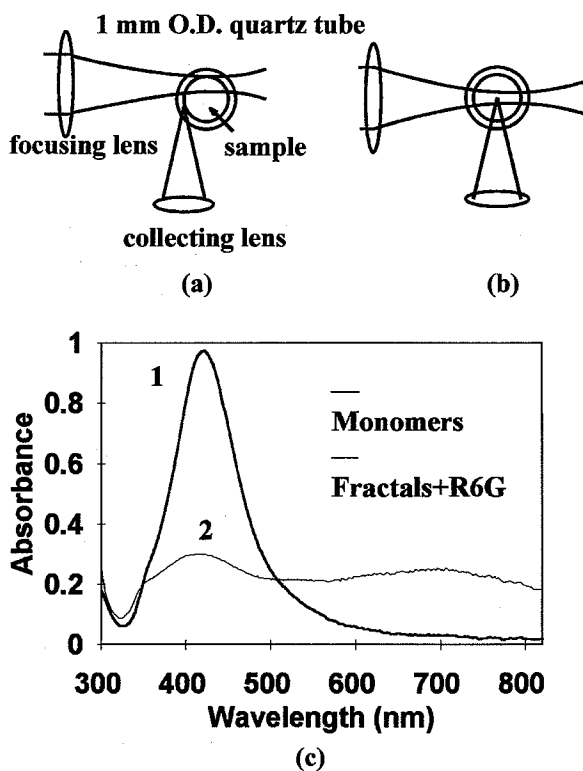 1 mm O.D. quartz tube
focusing lens
sample
collecting lens
(a)
(b)
1
Monomers
Fractals+R6G
2
Absorbance
1
0.8
0.6
0.4
0.2
0
300 400 500 600 700 800
Wavelength (nm)
(c)